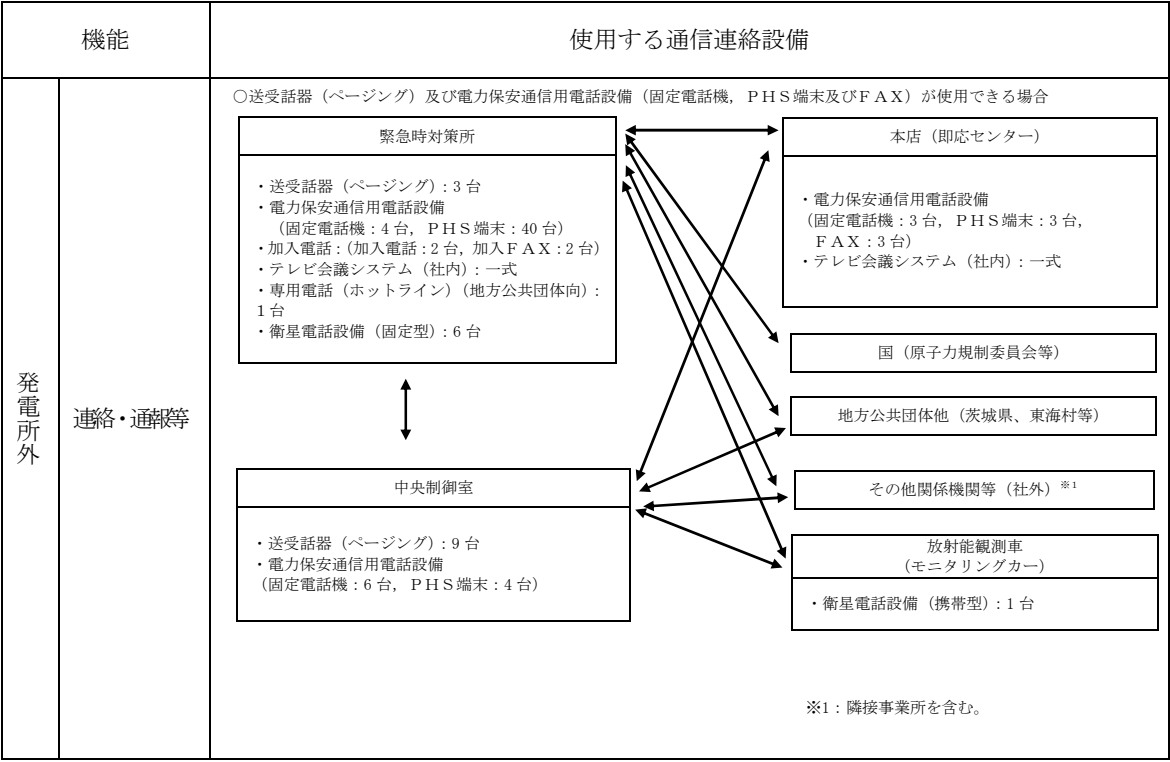 機能
使用する通信連絡設備
発電所外
連絡・通報等
○送受話器（ページング）及び電力保安通信用電話設備（固定電話機，ＰＨＳ端末及びＦＡＸ）が使用できる場合
緊急時対策所
・送受話器（ページング）：3 台
・電力保安通信用電話設備
（固定電話機：4 台，ＰＨＳ端末：40 台）
・加入電話：（加入電話：2 台，加入ＦＡＸ：2 台）
・テレビ会議システム（社内）：一式
・専用電話（ホットライン）（地方公共団体向）：
1 台
・衛星電話設備（固定型）：6 台
本店（即応センター）
・電力保安通信用電話設備
（固定電話機：3 台，ＰＨＳ端末：3 台，
ＦＡＸ：3 台）
・テレビ会議システム（社内）：一式
国（原子力規制委員会等）
地方公共団体他（茨城県、東海村等）
中央制御室
・送受話器（ページング）：9 台
・電力保安通信用電話設備
（固定電話機：6 台，ＰＨＳ端末：4 台）
その他関係機関等（社外）※1
放射能観測車
（モニタリングカー）
・衛星電話設備（携帯型）：1 台
※1：隣接事業所を含む。